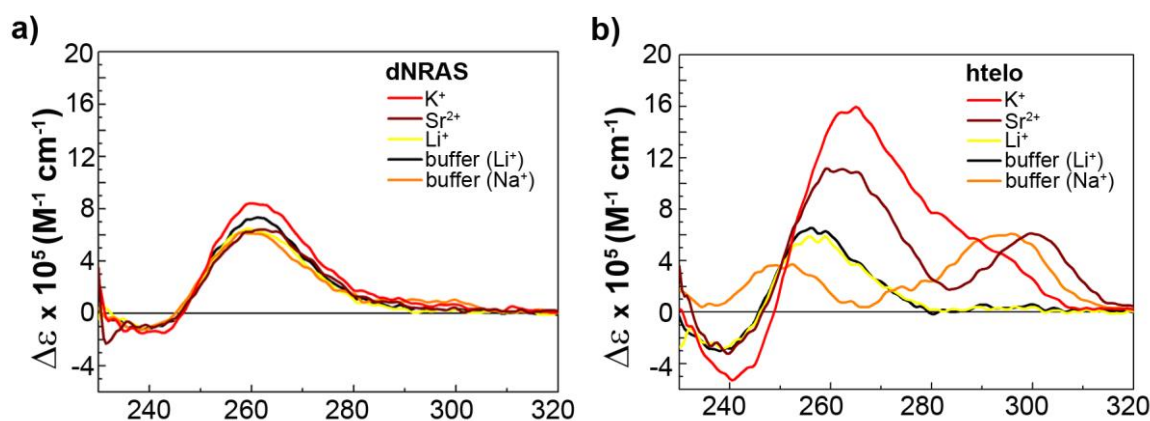 a)
Δε x 10⁵ (M⁻¹ cm⁻¹)
20
16
12
8
4
0
-4
dNRAS
K⁺
Sr²⁺
Li⁺
buffer (Li⁺)
buffer (Na⁺)
240 260 280 300 320
b)
Δε x 10⁵ (M⁻¹ cm⁻¹)
20
16
12
8
4
0
-4
htelo
K⁺
Sr²⁺
Li⁺
buffer (Li⁺)
buffer (Na⁺)
240 260 280 300 320